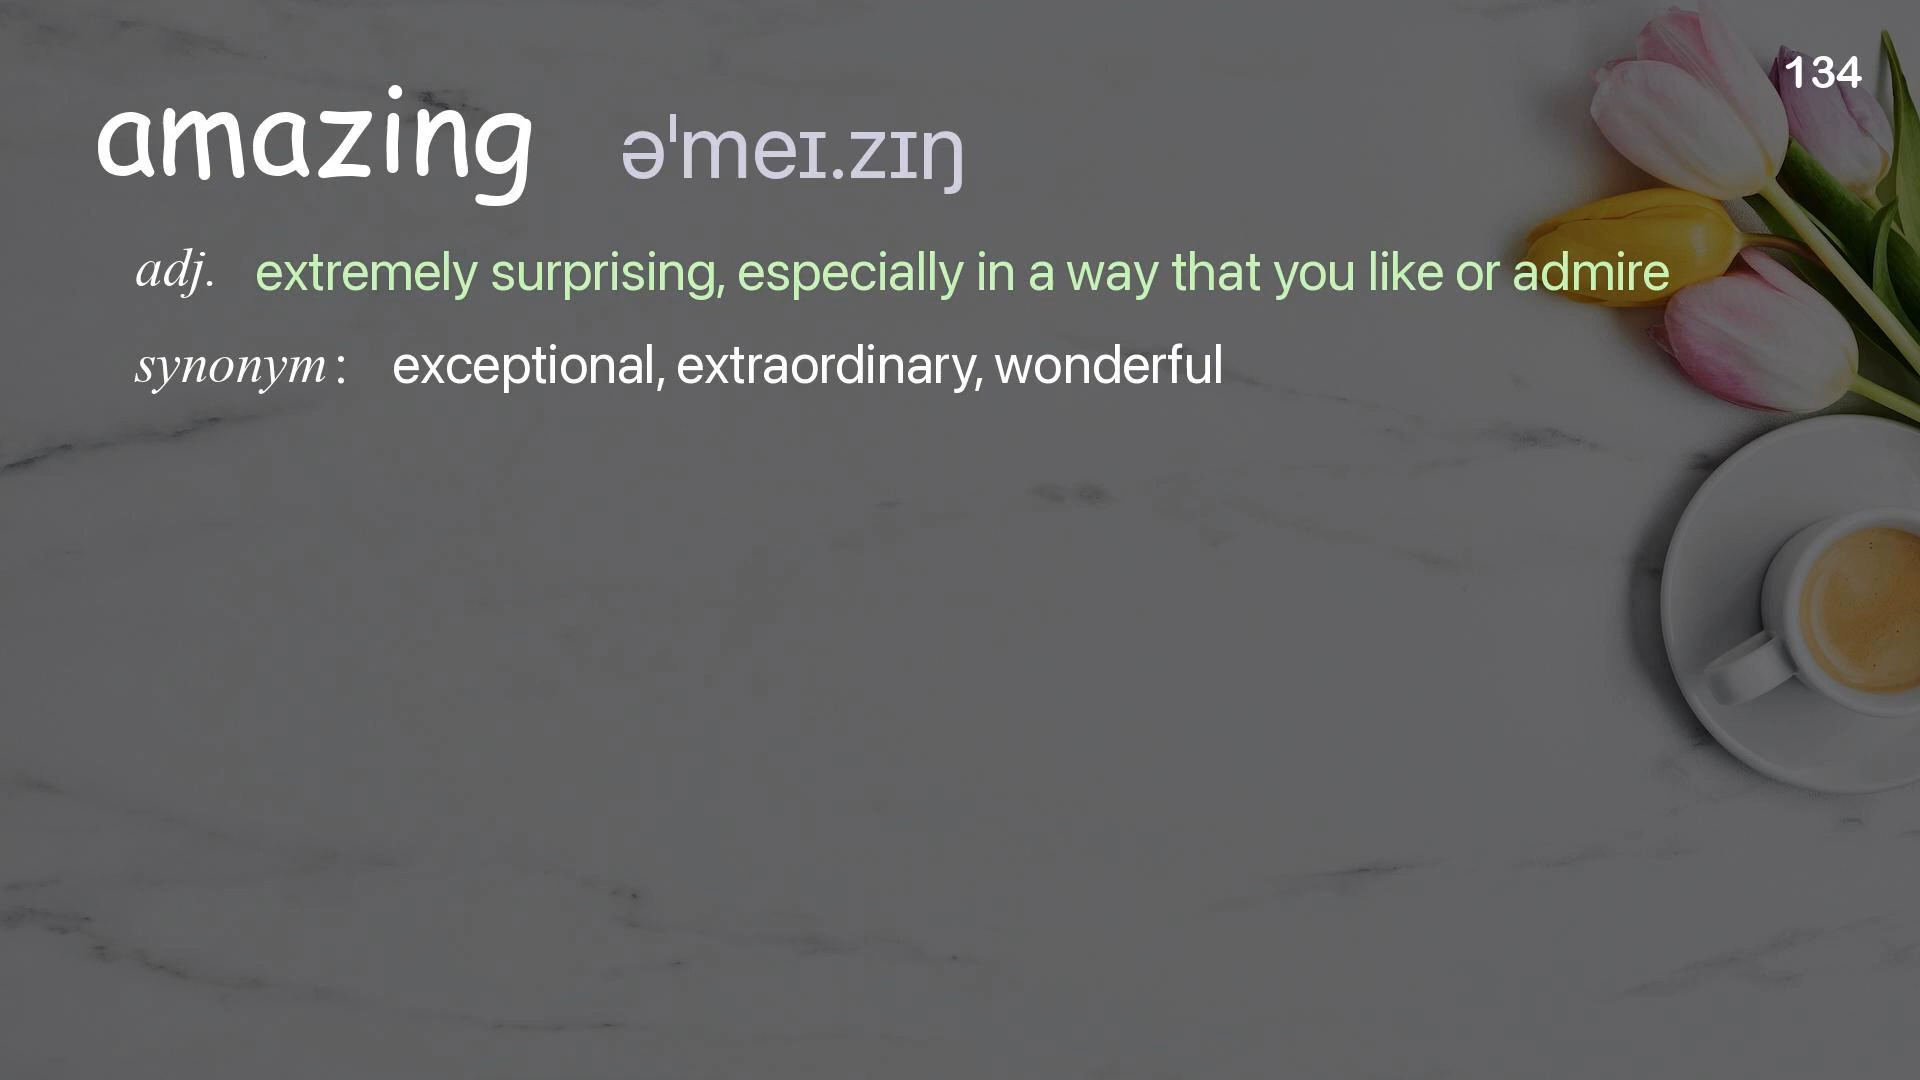 134
amazing əˈmeɪ.zɪŋ
adj. extremely surprising, especially in a way that you like or admire
synonym: exceptional, extraordinary, wonderful